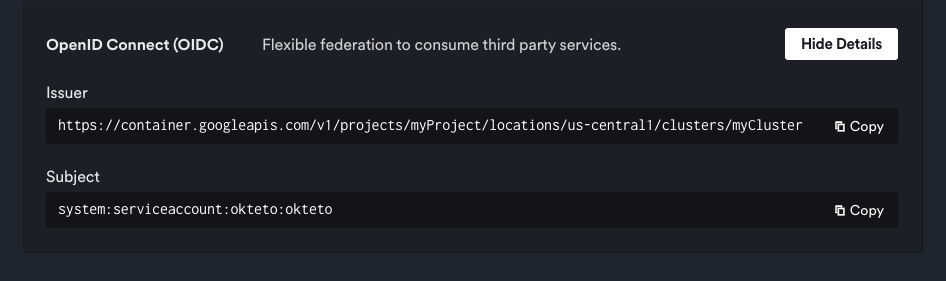 OpenID Connect (OIDC) Flexible federation to consume third party services. Hide Details
Issuer
https://container.googleapis.com/v1/projects/myProject/locations/us-central1/clusters/myCluster Copy
Subject
system:serviceaccount:okteto:okteto Copy